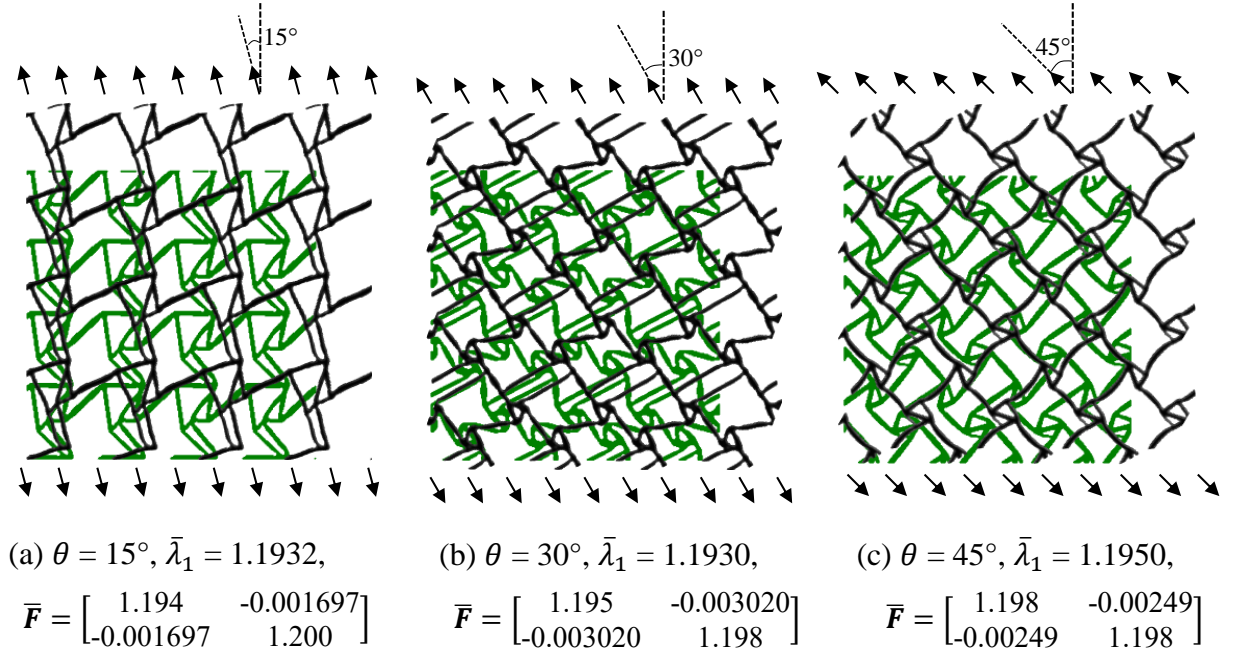 15°
30°
45°
(a) θ = 15°, λ̄₁ = 1.1932,
(b) θ = 30°, λ̄₁ = 1.1930,
(c) θ = 45°, λ̄₁ = 1.1950,
F̄ = [1.194 -0.001697
-0.001697 1.200]
F̄ = [1.195 -0.003020
-0.003020 1.198]
F̄ = [1.198 -0.00249
-0.00249 1.198]